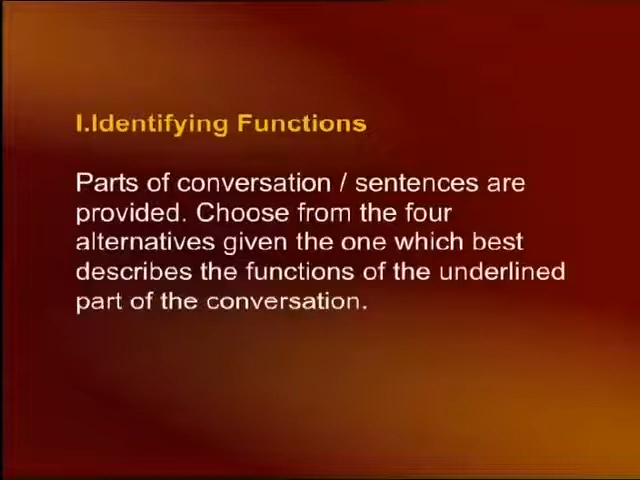 I.Identifying Functions
Parts of conversation / sentences are
provided. Choose from the four
alternatives given the one which best
describes the functions of the underlined
part of the conversation.